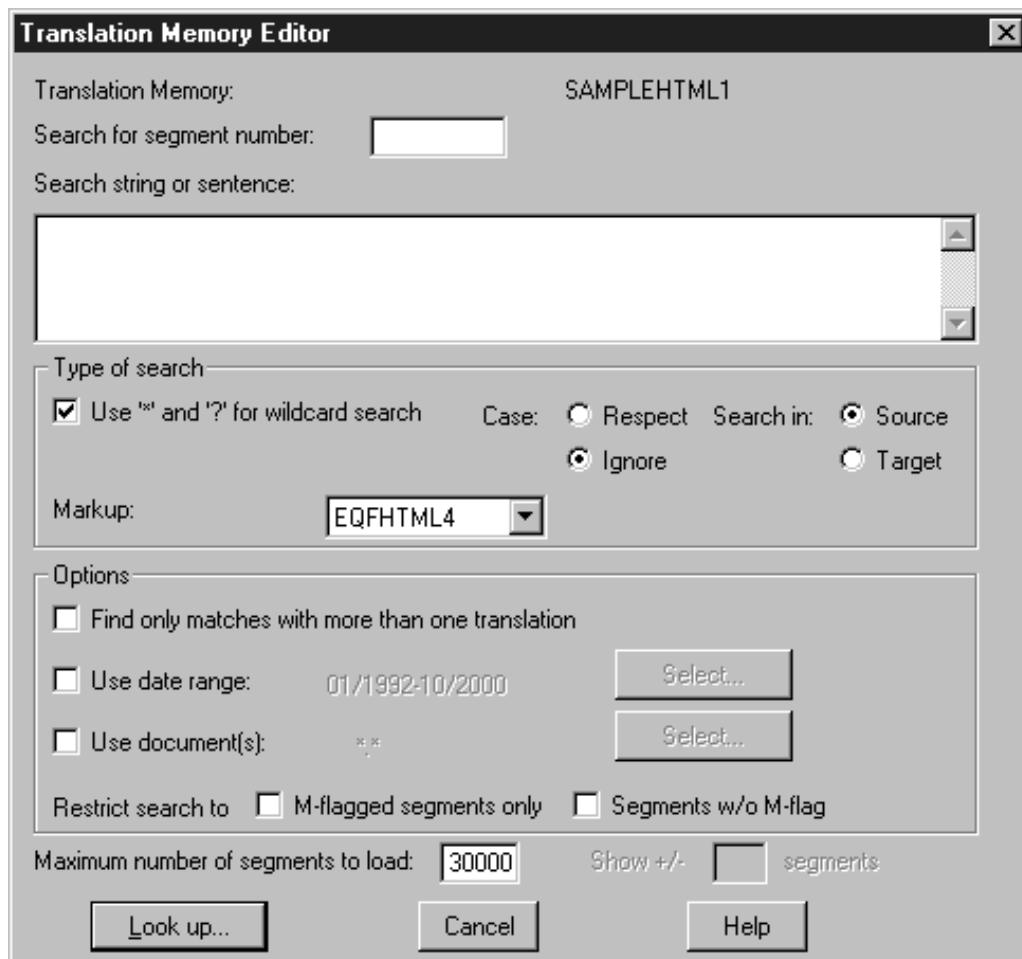 Translation Memory Editor
Translation Memory: SAMPLEHTML1
Search for segment number:
Search string or sentence:
Type of search
Use '*' and '?' for wildcard search Case: Respect Search in: Source
Ignore Target
Markup: EQFHTML4
Options
Find only matches with more than one translation
Use date range: 01/1992-10/2000 Select...
Use document(s): *.* Select...
Restrict search to M-flagged segments only Segments w/o M-flag
Maximum number of segments to load: 30000 Show +/- segments
Look up... Cancel Help